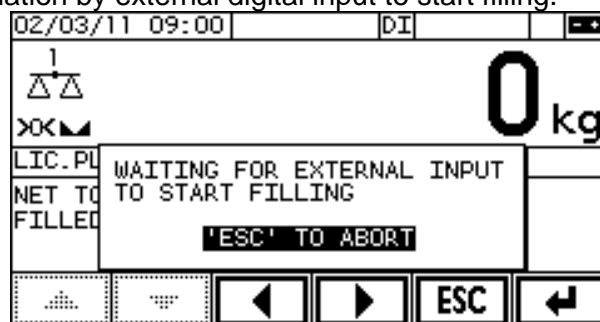 ation by external digital input to start filling.
02/03/11 09:00 DI
1
0 kg
LIC.PL
WAITING FOR EXTERNAL INPUT
NET TO
TO START FILLING
FILLED
'ESC' TO ABORT
ESC